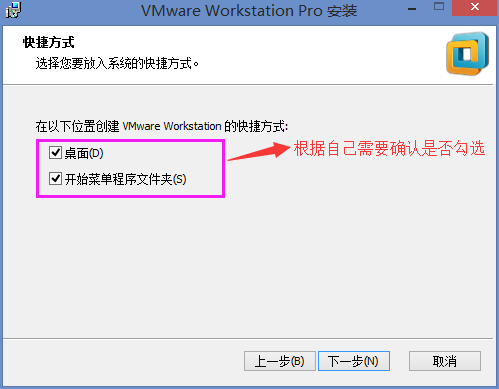 VMware Workstation Pro 安装
快捷方式
选择您要放入系统的快捷方式。
在以下位置创建 VMware Workstation 的快捷方式:
桌面(D)
根据自己需要确认是否勾选
开始菜单程序文件夹(S)
上一步(B)
下一步(N)
取消